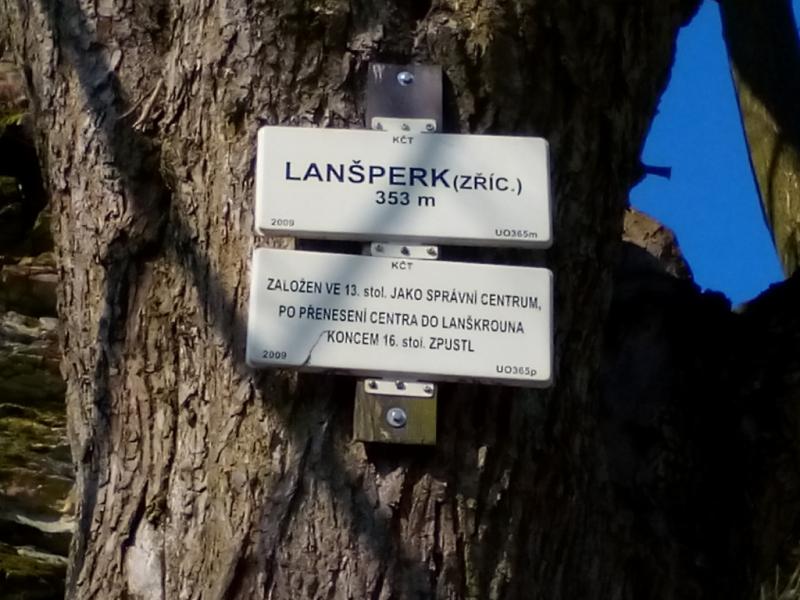 KČT
LANŠPERK (ZŘÍC.)
353 m
2009 UO365m
KČT
ZALOŽEN VE 13. stol. JAKO SPRÁVNÍ CENTRUM,
PO PŘENESENÍ CENTRA DO LANŠKROUNA
KONCEM 16. stol. ZPUSTL
2009 UO365p